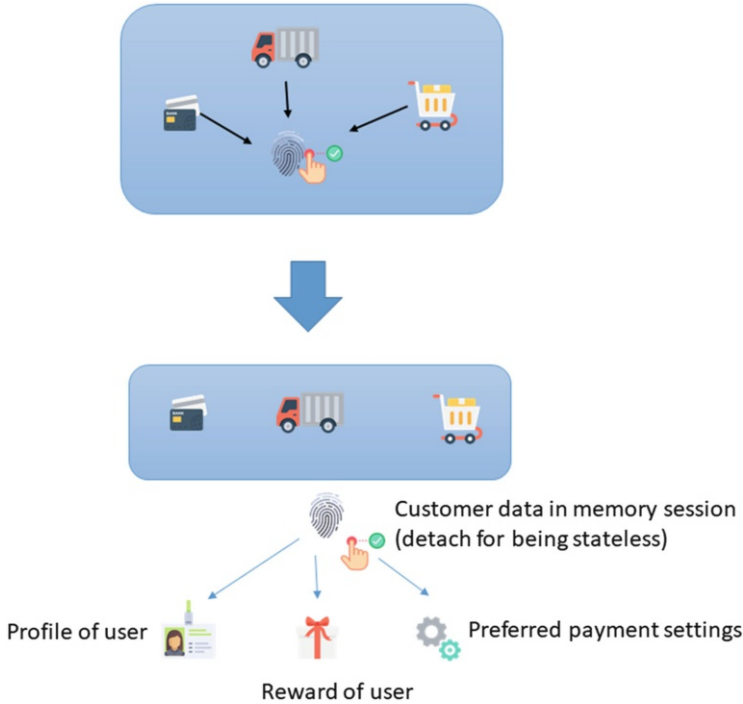 Customer data in memory session
(detach for being stateless)
Profile of user
Preferred payment settings
Reward of user